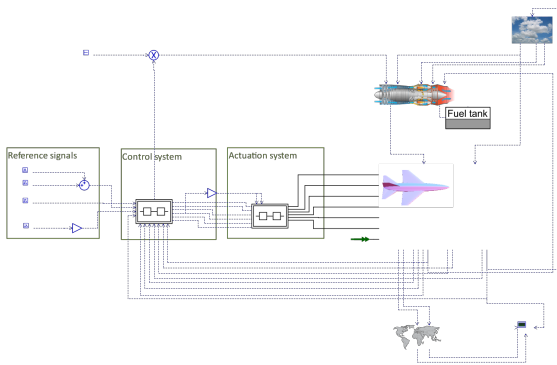 Fuel tank
Reference signals
Control system
Actuation system